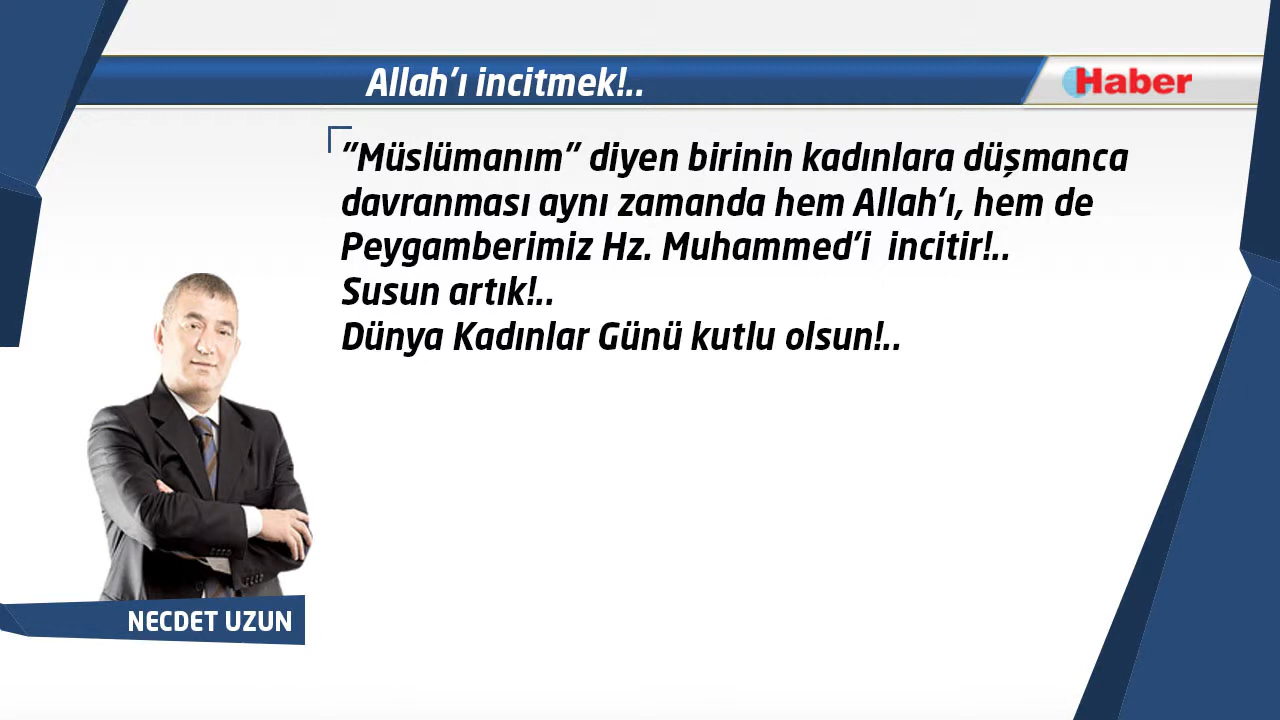 Allah'ı incitmek!..
Haber
"Müslümanım" diyen birinin kadınlara düşmanca
davranması aynı zamanda hem Allah'ı, hem de
Peygamberimiz Hz. Muhammed'i incitir!..
Susun artık!..
Dünya Kadınlar Günü kutlu olsun!..
NECDET UZUN